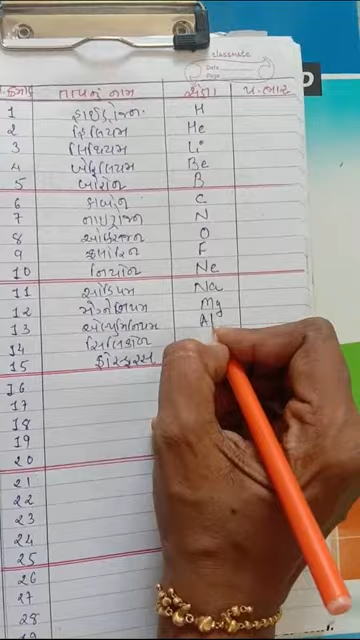 classmate
Date
Page
ક્રમાંક તત્વનું નામ સંજ્ઞા પ.ભાર
1 હાઈડ્રોજન H
2 હિલિયમ He
3 લિથિયમ Li
4 બેરેલિયમ Be
5 બોરોન B
6 કાર્બન C
7 નાઇટ્રોજન N
8 ઓક્સિજન O
9 ફ્લોરિન F
10 નિયોન Ne
11 સોડિયમ Na
12 મેગ્નેશિયમ Mg
13 એલ્યુમિનિયમ Al
14 સિલિકોન
15 ફોસ્ફરસ
16
17
18
19
20
21
22
23
24
25
26
27
28